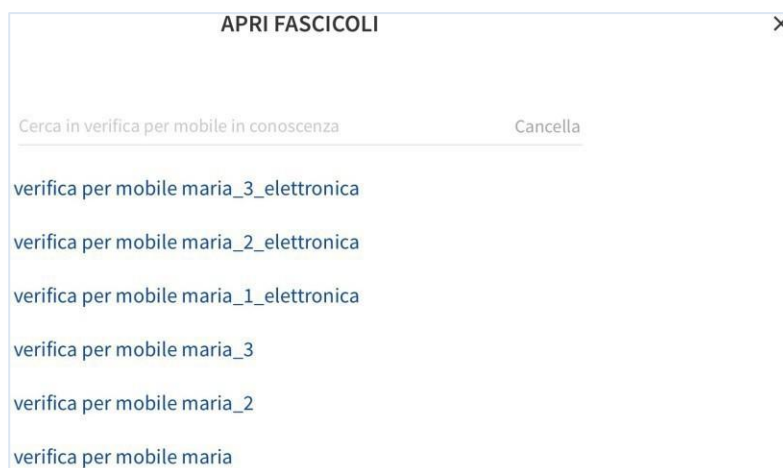 APRI FASCICOLI
Cerca in verifica per mobile in conoscenza Cancella
verifica per mobile maria_3_elettronica
verifica per mobile maria_2_elettronica
verifica per mobile maria_1_elettronica
verifica per mobile maria_3
verifica per mobile maria_2
verifica per mobile maria